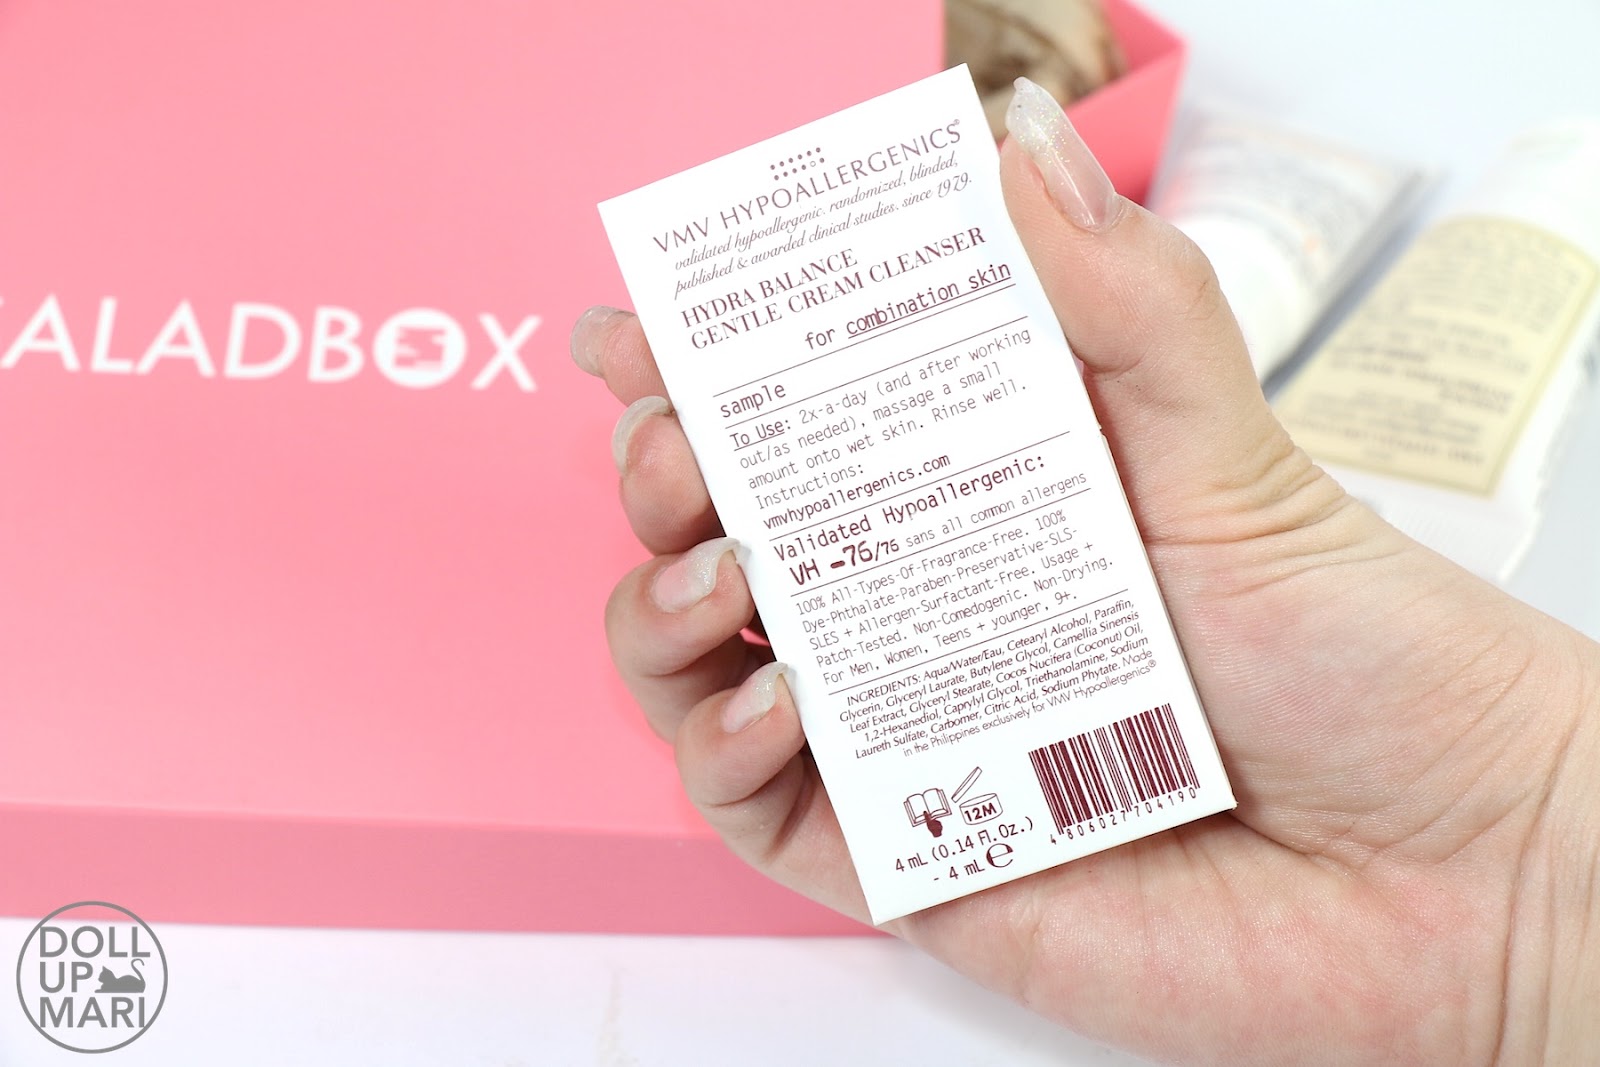 ALADBOX
VMV HYPOALLERGENICS®
validated hypoallergenic. randomized, blinded,
published & awarded clinical studies. since 1979.
HYDRA BALANCE
GENTLE CREAM CLEANSER
for combination skin
sample
To Use: 2x-a-day (and after working
out/as needed), massage a small
amount onto wet skin. Rinse well.
Instructions:
vmvhypoallergenics.com
Validated Hypoallergenic:
VH -76/76 sans all common allergens
100% All-Types-Of-Fragrance-Free. 100%
Dye-Phthalate-Paraben-Preservative-SLS-
SLES + Allergen-Surfactant-Free. Usage +
Patch-Tested. Non-Comedogenic. Non-Drying.
For Men, Women, Teens + younger, 9+.
INGREDIENTS: Aqua/Water/Eau, Cetearyl Alcohol, Paraffin,
Glycerin, Glyceryl Laurate, Butylene Glycol, Camellia Sinensis
Leaf Extract, Glyceryl Stearate, Cocos Nucifera (Coconut) Oil,
1,2-Hexanediol, Caprylyl Glycol, Triethanolamine, Sodium
Laureth Sulfate, Carbomer, Citric Acid, Sodium Phytate. Made
in the Philippines exclusively for VMV Hypoallergenics®
12M
4 mL (0.14 Fl. Oz.)
- 4 mL ℮
4 806027 704190
DOLL
UP
MARI